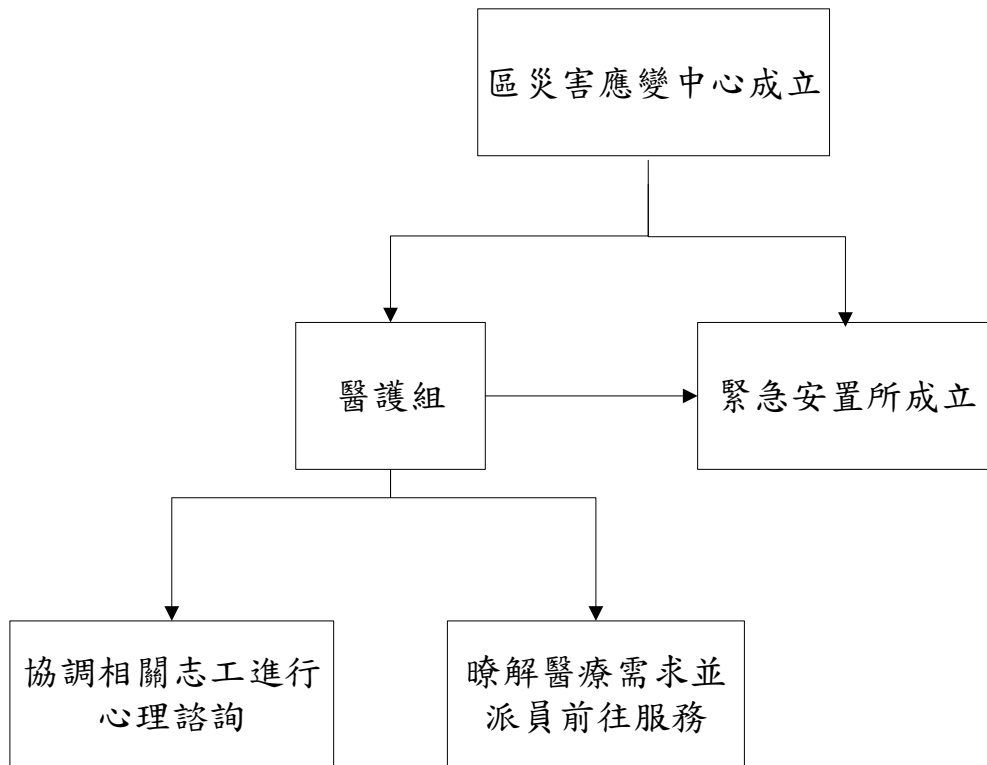 區災害應變中心成立
醫護組
緊急安置所成立
協調相關志工進行
心理諮詢
瞭解醫療需求並
派員前往服務